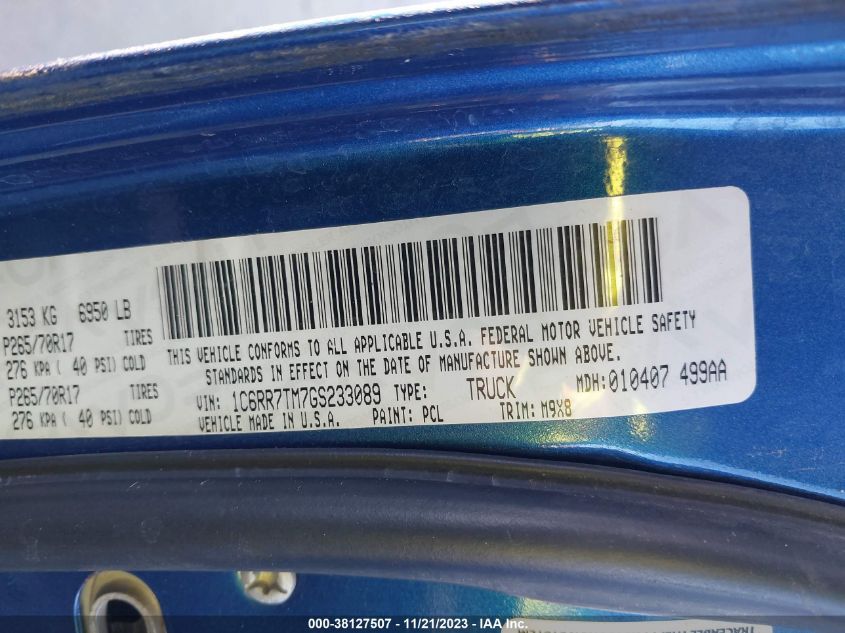 3153 KG 6950 LB
P265/70R17 TIRES
276 KPA ( 40 PSI) COLD
P265/70R17 TIRES
276 KPA ( 40 PSI) COLD
THIS VEHICLE CONFORMS TO ALL APPLICABLE U.S.A. FEDERAL MOTOR VEHICLE SAFETY
STANDARDS IN EFFECT ON THE DATE OF MANUFACTURE SHOWN ABOVE.
VIN: 1C6RR7TM7GS233089 TYPE: TRUCK MDH:010407 499AA
VEHICLE MADE IN U.S.A. PAINT: PCL TRIM: M9X8
000-38127507 - 11/21/2023 - IAA Inc.